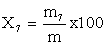 X₇ = m₇/m x100